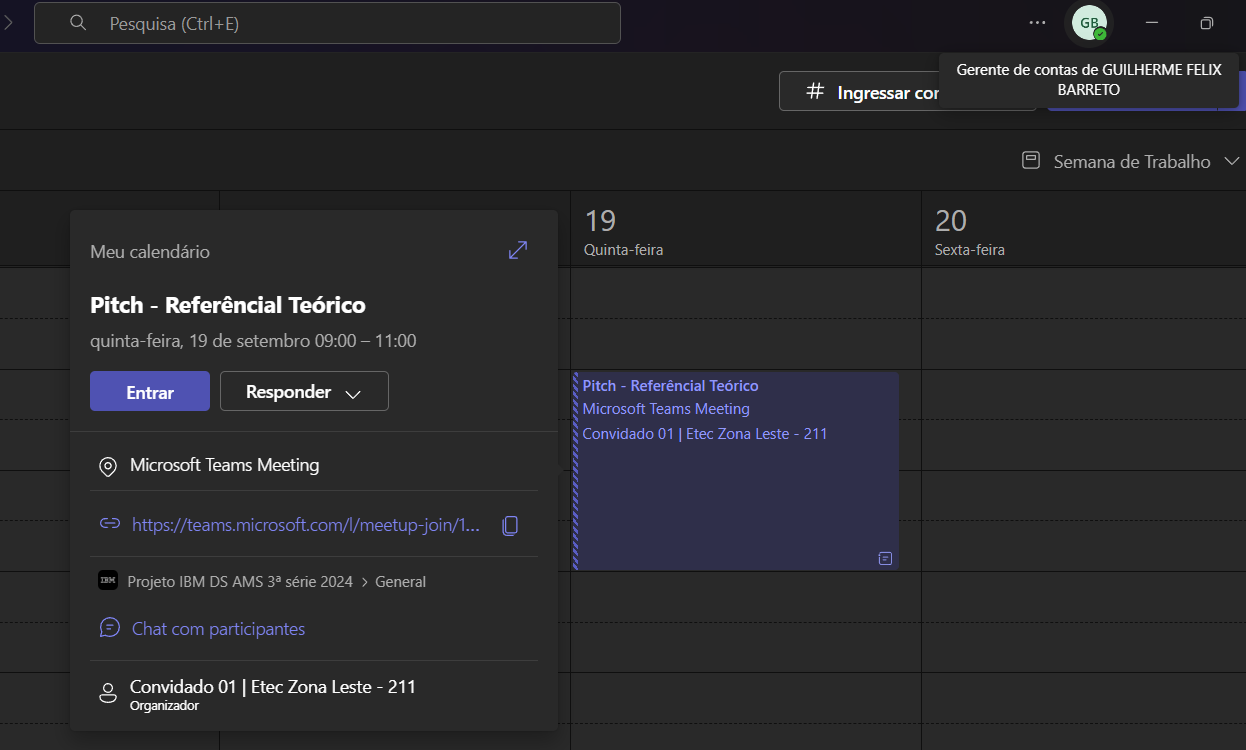 Pesquisa (Ctrl+E)
GB
Gerente de contas de GUILHERME FELIX
BARRETO
# Ingressar
Semana de Trabalho
19
Quinta-feira
20
Sexta-feira
Meu calendário
Pitch - Referêncial Teórico
quinta-feira, 19 de setembro 09:00 – 11:00
Entrar
Responder
Microsoft Teams Meeting
https://teams.microsoft.com/l/meetup-join/1...
IBM
Projeto IBM DS AMS 3ª série 2024 > General
Chat com participantes
Convidado 01 | Etec Zona Leste - 211
Organizador
Pitch - Referêncial Teórico
Microsoft Teams Meeting
Convidado 01 | Etec Zona Leste - 211